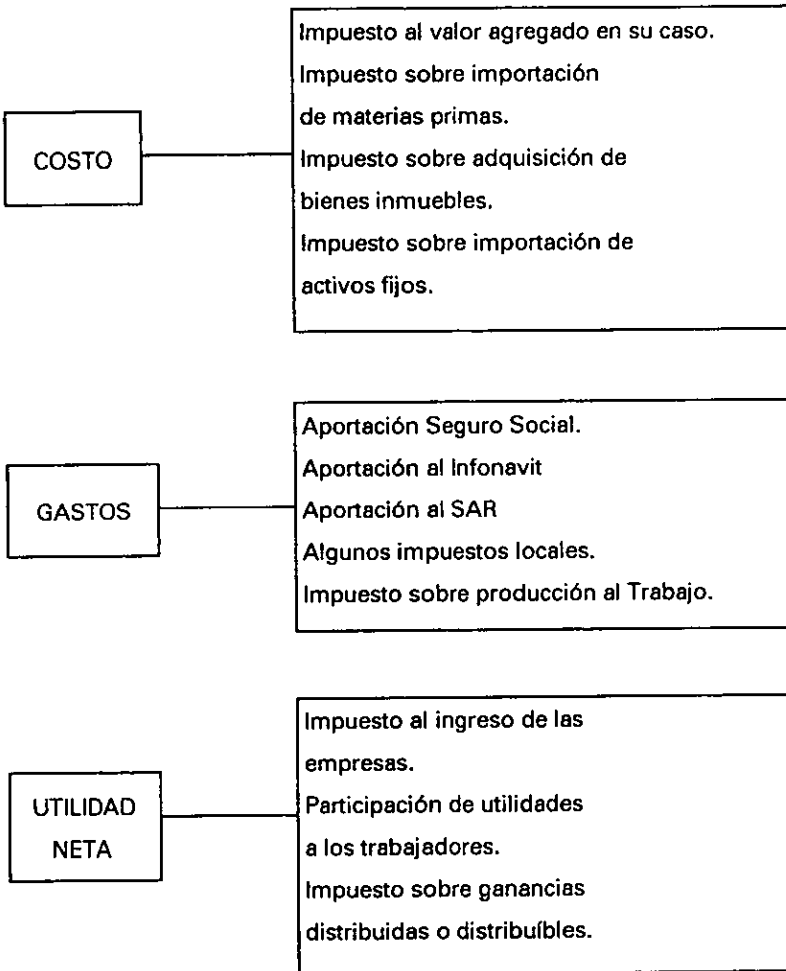 Impuesto al valor agregado en su caso.
Impuesto sobre importación
de materias primas.
COSTO
Impuesto sobre adquisición de
bienes inmuebles.
Impuesto sobre importación de
activos fijos.
Aportación Seguro Social.
Aportación al Infonavit
GASTOS
Aportación al SAR
Algunos impuestos locales.
Impuesto sobre producción al Trabajo.
Impuesto al ingreso de las
empresas.
UTILIDAD
NETA
Participación de utilidades
a los trabajadores.
Impuesto sobre ganancias
distribuidas o distribuíbles.